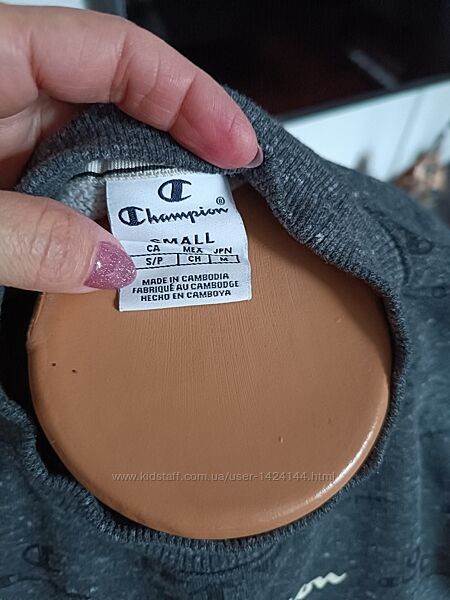 Champion®
SMALL
CA MEX JPN
S/P CH M
MADE IN CAMBODIA
FABRIQUÉ AU CAMBODGE
HECHO EN CAMBOYA
www.kidstaff.com.ua/user-1424144.html